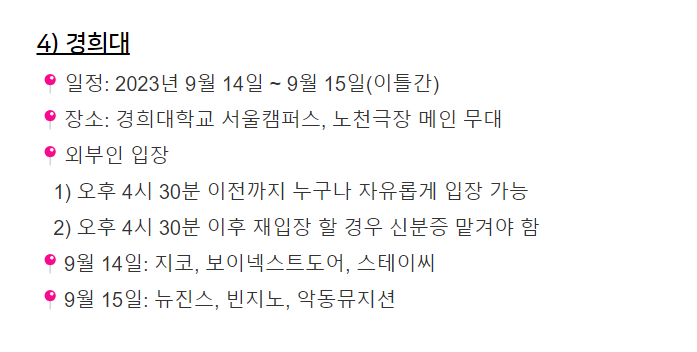 4) 경희대
일정: 2023년 9월 14일 ~ 9월 15일(이틀간)
장소: 경희대학교 서울캠퍼스, 노천극장 메인 무대
외부인 입장
1) 오후 4시 30분 이전까지 누구나 자유롭게 입장 가능
2) 오후 4시 30분 이후 재입장 할 경우 신분증 맡겨야 함
9월 14일: 지코, 보이넥스트도어, 스테이씨
9월 15일: 뉴진스, 빈지노, 악동뮤지션